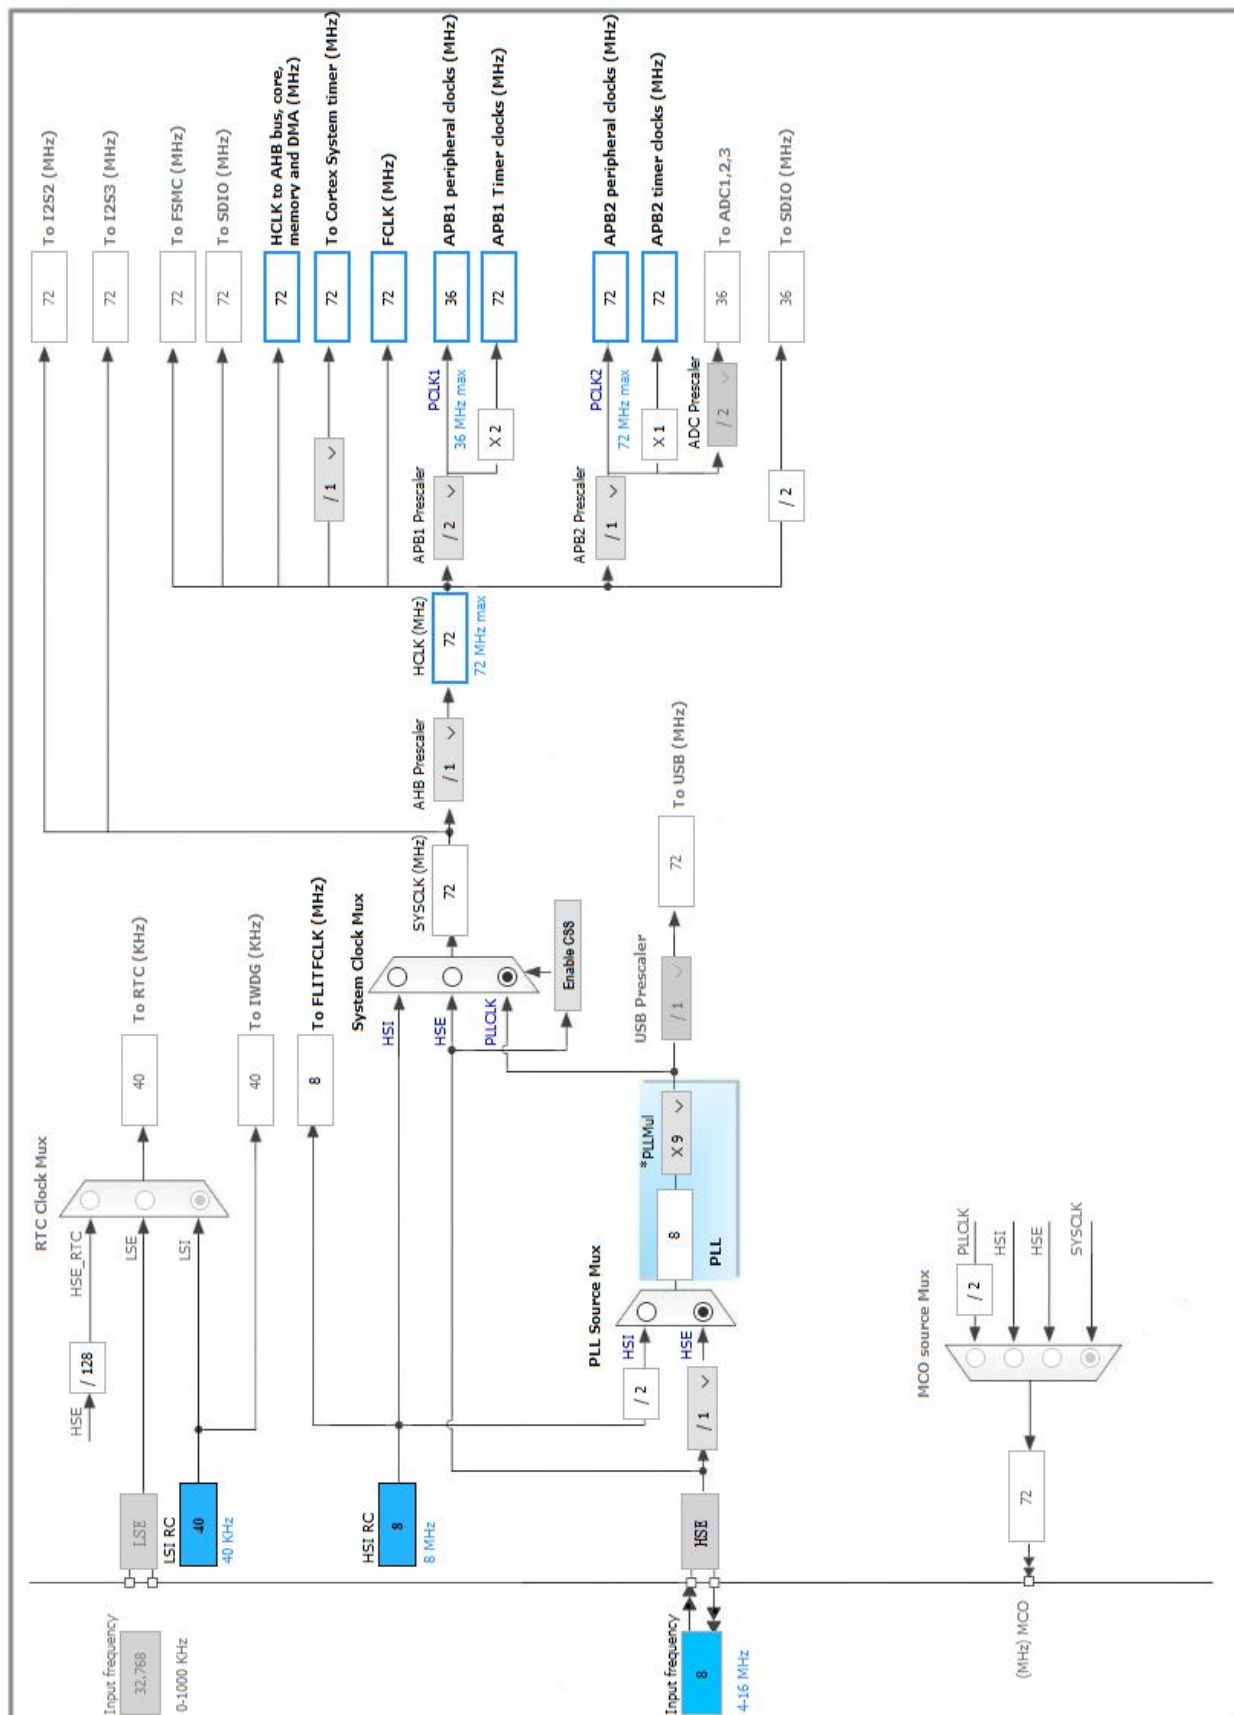 Input frequency
32.768
0-1000 KHz
LSE
LSI RC
40
40 KHz
HSE
/ 128
HSE_RTC
LSE
LSI
RTC Clock Mux
40
To RTC (KHz)
40
To IWDG (KHz)
HSI RC
8
8 MHz
8
To FLITFCLK (MHz)
System Clock Mux
HSI
HSE
PLLCLK
Enable CSS
SYSCLK (MHz)
72
AHB Prescaler
/ 1
HCLK (MHz)
72
72 MHz max
72
To I2S2 (MHz)
72
To I2S3 (MHz)
72
To FSMC (MHz)
72
To SDIO (MHz)
72
HCLK to AHB bus, core,
memory and DMA (MHz)
/ 1
72
To Cortex System timer (MHz)
72
FCLK (MHz)
APB1 Prescaler
/ 2
PCLK1
36 MHz max
36
APB1 peripheral clocks (MHz)
X 2
72
APB1 Timer clocks (MHz)
APB2 Prescaler
/ 1
PCLK2
72 MHz max
72
APB2 peripheral clocks (MHz)
X 1
72
APB2 timer clocks (MHz)
ADC Prescaler
/ 2
36
To ADC1,2,3
/ 2
36
To SDIO (MHz)
Input frequency
8
4-16 MHz
HSE
/ 1
/ 2
PLL Source Mux
HSI
HSE
8
*PLLMul
X 9
PLL
USB Prescaler
/ 1
72
To USB (MHz)
(MHz) MCO
72
MCO source Mux
/ 2
PLLCLK
HSI
HSE
SYSCLK